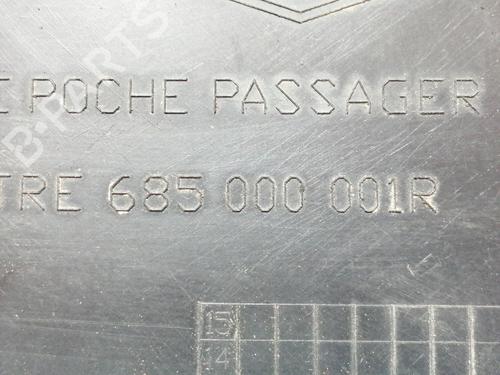 E POCHE PASSAGER
TRE 685 000 001R
15
14
B-PARTS